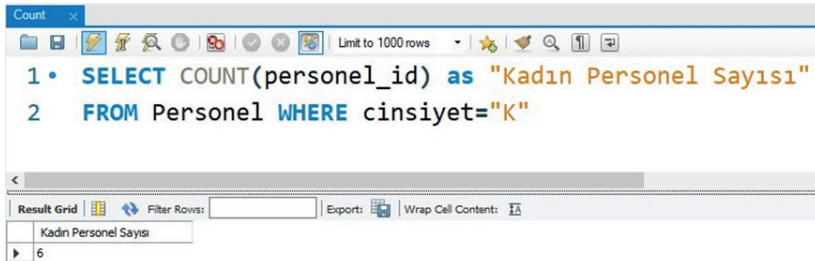 Count
Limit to 1000 rows
1 SELECT COUNT(personel_id) as "Kadın Personel Sayısı"
2 FROM Personel WHERE cinsiyet="K"
Result Grid Filter Rows: Export: Wrap Cell Content: IA
Kadın Personel Sayısı
6